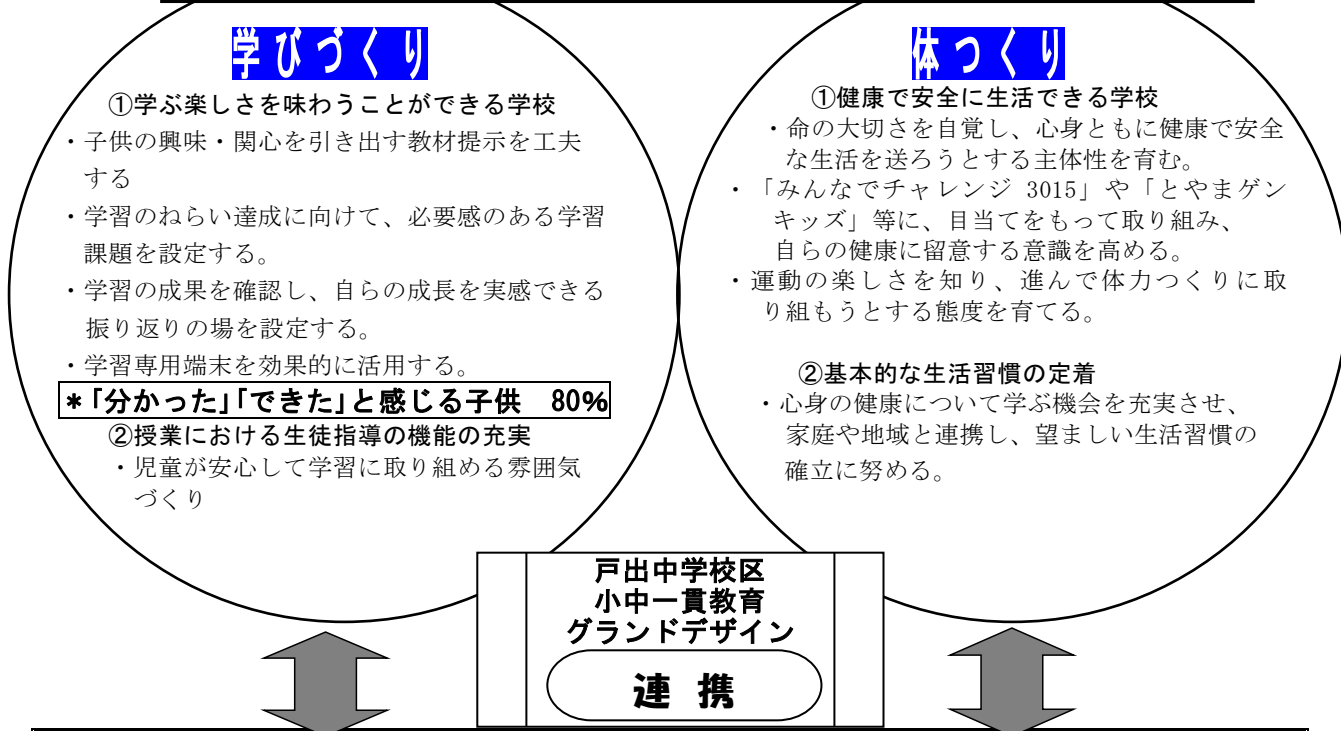 学びづくり
①学ぶ楽しさを味わうことができる学校
・子供の興味・関心を引き出す教材提示を工夫
する
・学習のねらい達成に向けて、必要感のある学習
課題を設定する。
・学習の成果を確認し、自らの成長を実感できる
振り返りの場を設定する。
・学習専用端末を効果的に活用する。
*「分かった」「できた」と感じる子供　80%
②授業における生徒指導の機能の充実
・児童が安心して学習に取り組める雰囲気
づくり
体つくり
①健康で安全に生活できる学校
・命の大切さを自覚し、心身ともに健康で安全
な生活を送ろうとする主体性を育む。
・「みんなでチャレンジ 3015」や「とやまゲン
キッズ」等に、目当てをもって取り組み、
自らの健康に留意する意識を高める。
・運動の楽しさを知り、進んで体力つくりに取
り組もうとする態度を育てる。
②基本的な生活習慣の定着
・心身の健康について学ぶ機会を充実させ、
家庭や地域と連携し、望ましい生活習慣の
確立に努める。
戸出中学校区
小中一貫教育
グランドデザイン
連携